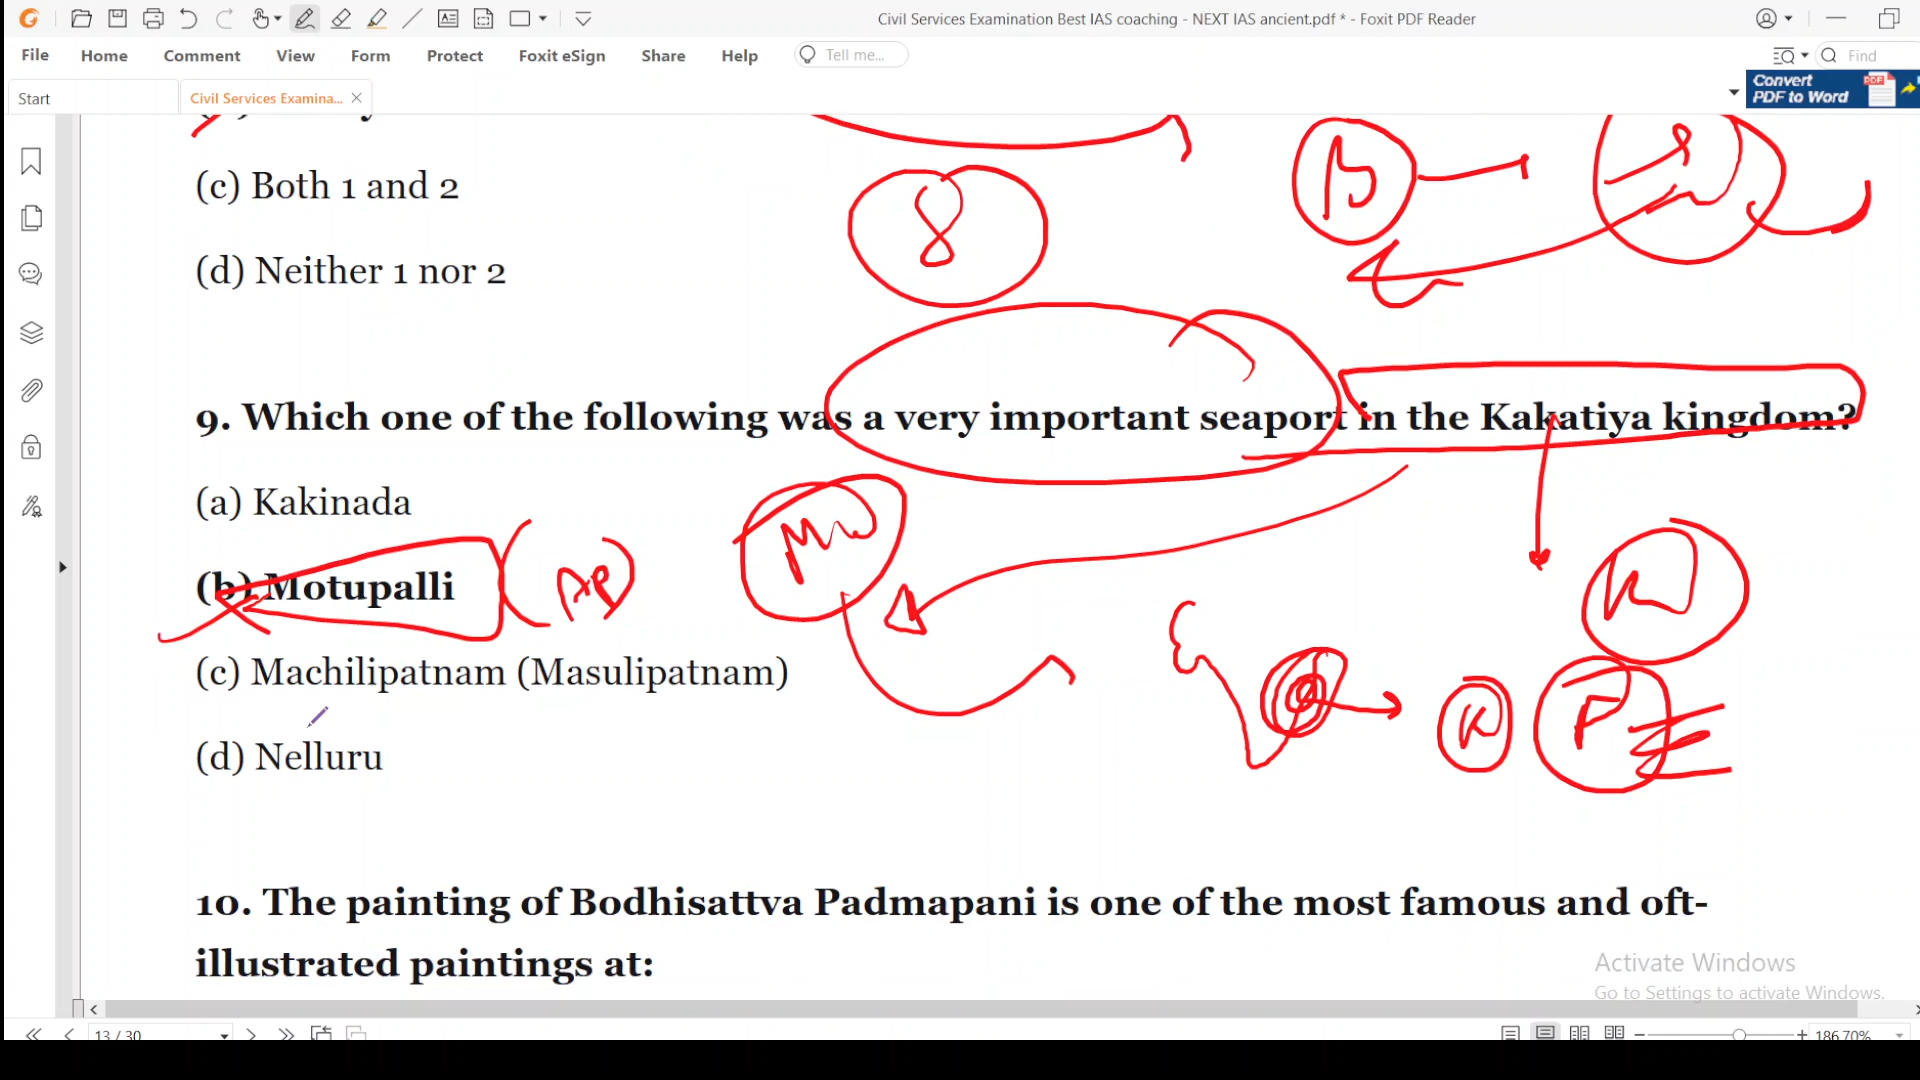 Civil Services Examination Best IAS coaching - NEXT IAS ancient.pdf * - Foxit PDF Reader
File Home Comment View Form Protect Foxit eSign Share Help Tell me... Find
Start Civil Services Examina... Convert
PDF to Word
(c) Both 1 and 2
8
B
(d) Neither 1 nor 2
9. Which one of the following was a very important seaport in the Kakatiya kingdom?
(a) Kakinada
(b) Motupalli
(c) Machilipatnam (Masulipatnam)
(d) Nelluru
10. The painting of Bodhisattva Padmapani is one of the most famous and oft-
illustrated paintings at:
Activate Windows
Go to Settings to activate Windows.
13 / 30 186.70%